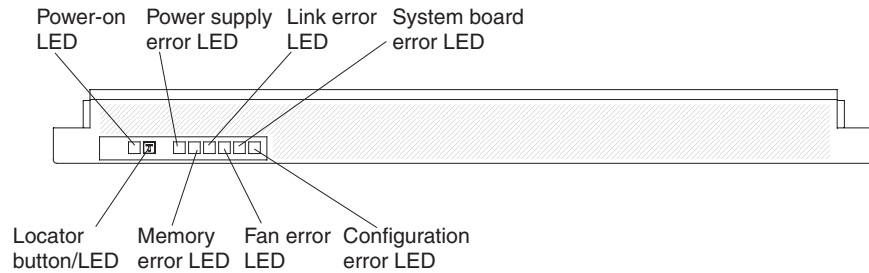 Power-on LED
Power supply error LED
Link error LED
System board error LED
Locator button/LED
Memory error LED
Fan error LED
Configuration error LED